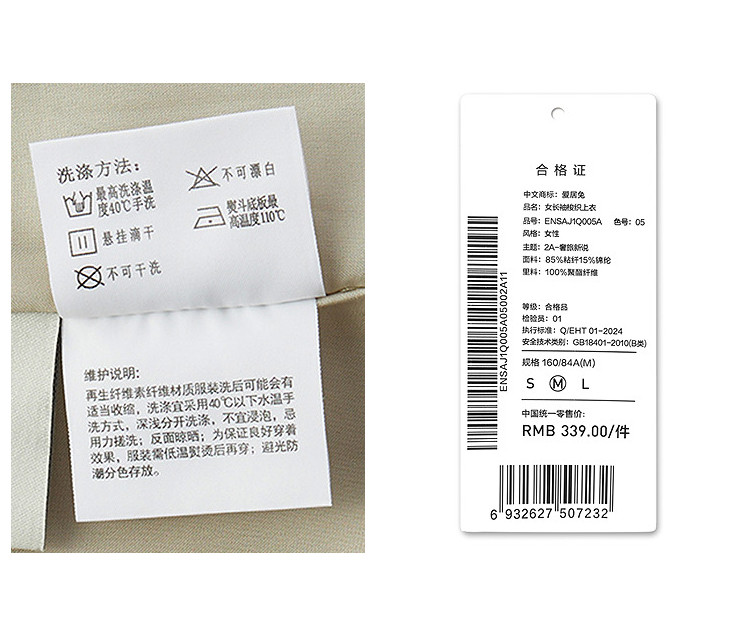 洗涤方法：
最高洗涤温
度40℃手洗
不可漂白
悬挂滴干
熨斗底板最
高温度110℃
不可干洗
维护说明：
再生纤维素纤维材质服装洗后可能会有
适当收缩，洗涤宜采用40℃以下水温手
洗方式，深浅分开洗涤，不宜浸泡，忌
用力搓洗；反面晾晒；为保证良好穿着
效果，服装需低温熨烫后再穿；避光防
潮分色存放。
合格证
中文商标：爱居兔
品名：女长袖梭织上衣
品号：ENSAJ1Q005A 色号：05
风格：女性
主题：2A-奢旅新说
面料：85%粘纤15%锦纶
里料：100%聚酯纤维
等级：合格品
检验员：01
执行标准：Q/EHT 01-2024
安全技术类别：GB18401-2010(B类)
规格 160/84A(M)
S M L
中国统一零售价：
RMB 339.00/件
ENSAJ1Q005A05002A11
6 932627 507232